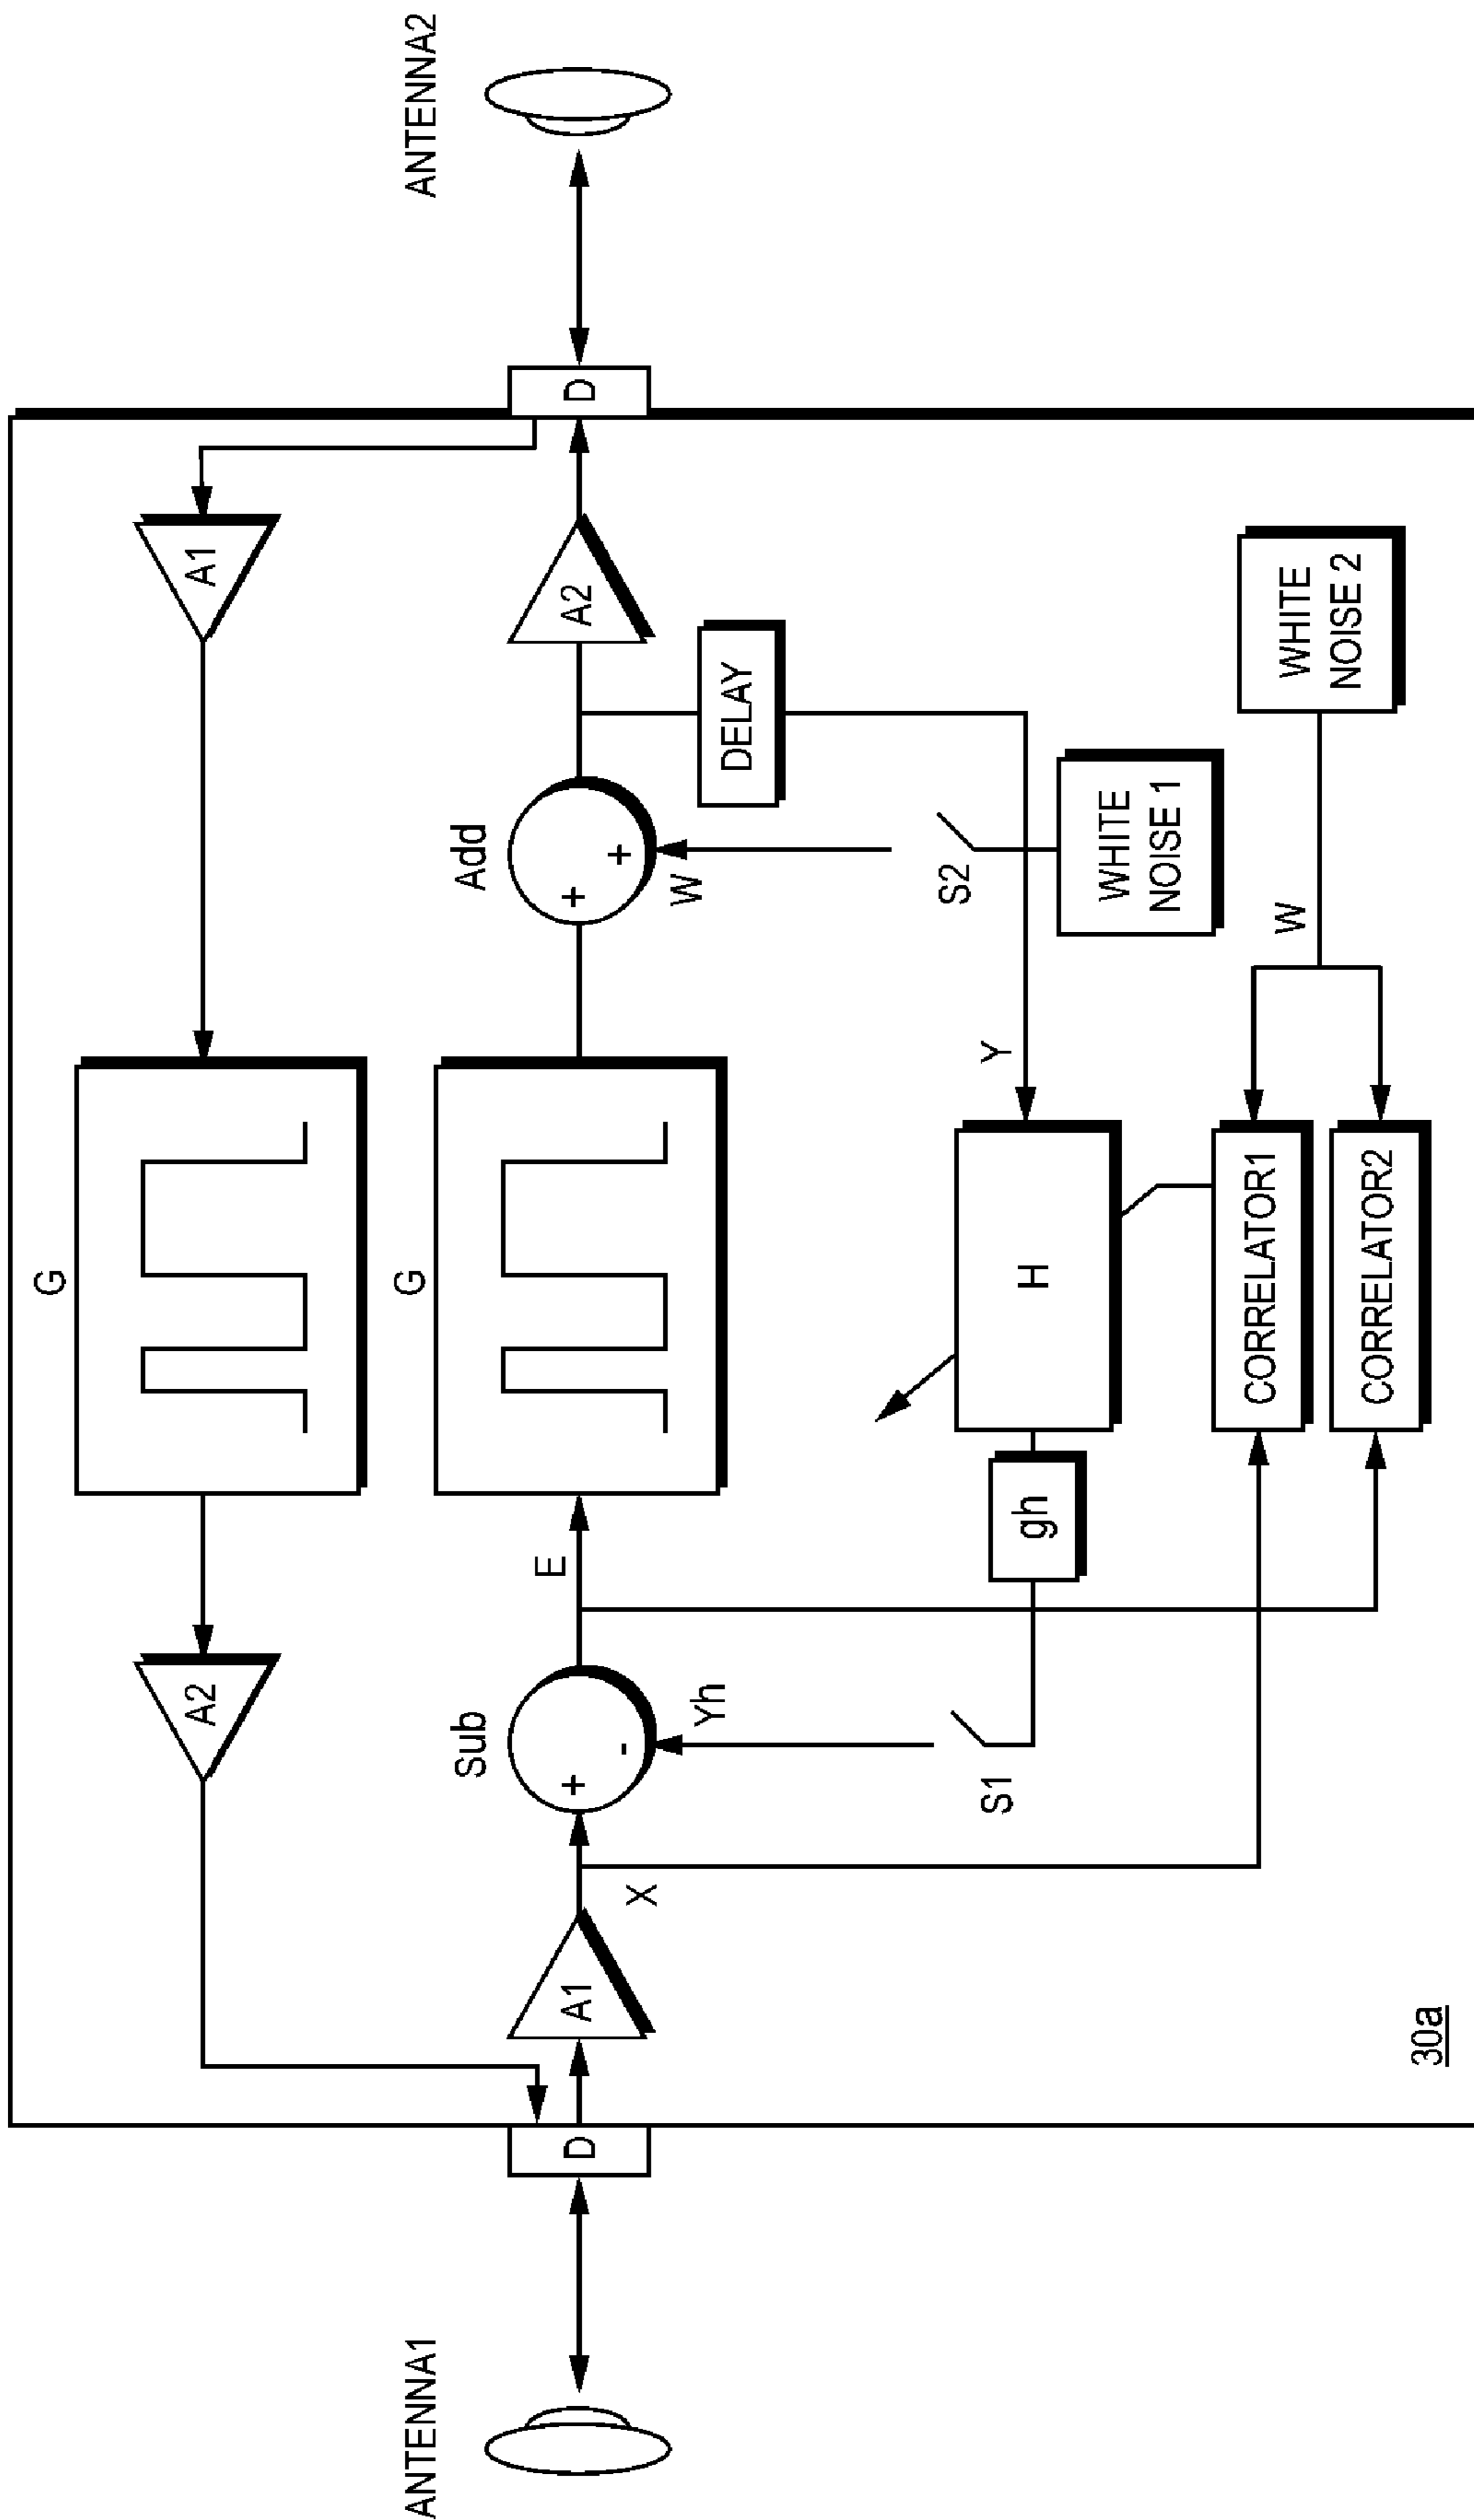 G
A2
A1
ANTENNA1
D
A1
X
Sub
+
-
Yh
E
G
Add
+
+
W
A2
D
ANTENNA2
DELAY
S1
gh
H
Y
S2
WHITE
NOISE 1
CORRELATOR1
CORRELATOR2
W
WHITE
NOISE 2
30a